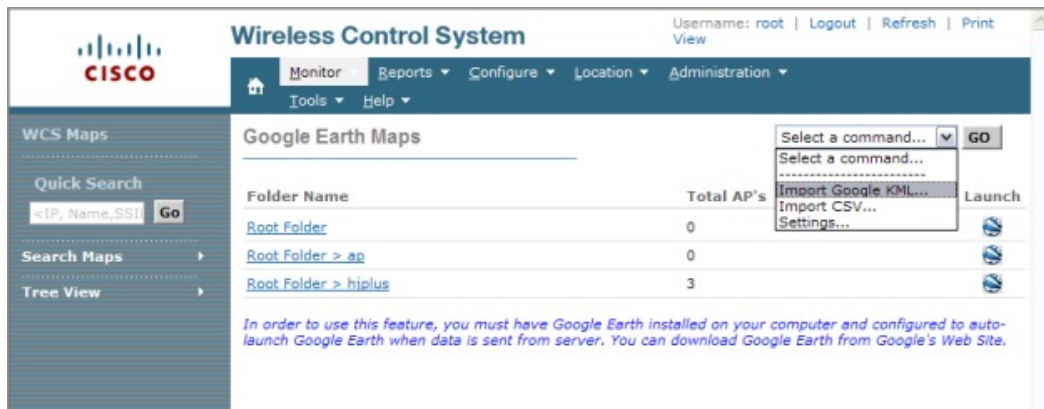 CISCO
Wireless Control System
Username: root | Logout | Refresh | Print
View
Monitor Reports Configure Location Administration
Tools Help
WCS Maps
Quick Search
<IP, Name,SSI
Go
Search Maps
Tree View
Google Earth Maps
Select a command...
GO
Select a command...
------------------------
Import Google KML...
Import CSV...
Settings...
Folder Name Total AP's Launch
Root Folder 0
Root Folder > ap 0
Root Folder > hjplus 3
In order to use this feature, you must have Google Earth installed on your computer and configured to auto-
launch Google Earth when data is sent from server. You can download Google Earth from Google's Web Site.